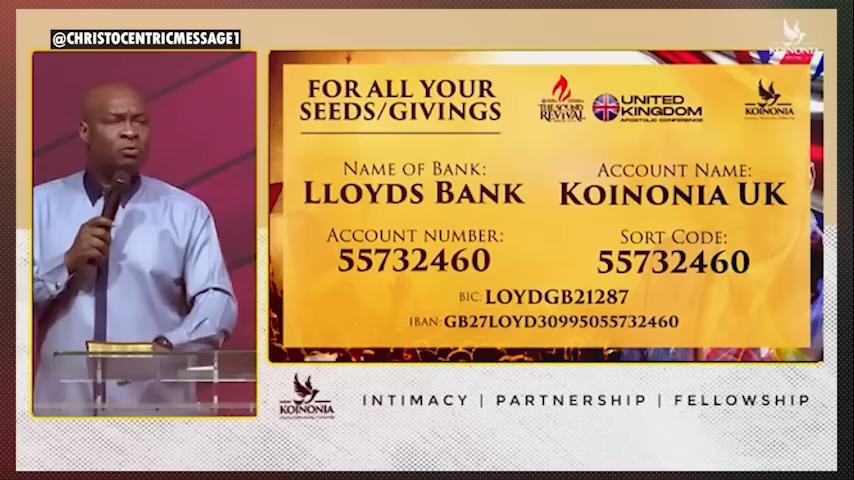 @CHRISTOCENTRICMESSAGE1
KOINONIA
FOR ALL YOUR
SEEDS/GIVINGS
THE SOUND
REVIVAL
UNITED
KINGDOM
APOSTOLIC CONFERENCE
KOINONIA
NAME OF BANK:
LLOYDS BANK
ACCOUNT NAME:
KOINONIA UK
ACCOUNT NUMBER:
55732460
SORT CODE:
55732460
BIC: LOYDGB21287
IBAN: GB27LOYD30995055732460
KOINONIA
INTIMACY | PARTNERSHIP | FELLOWSHIP